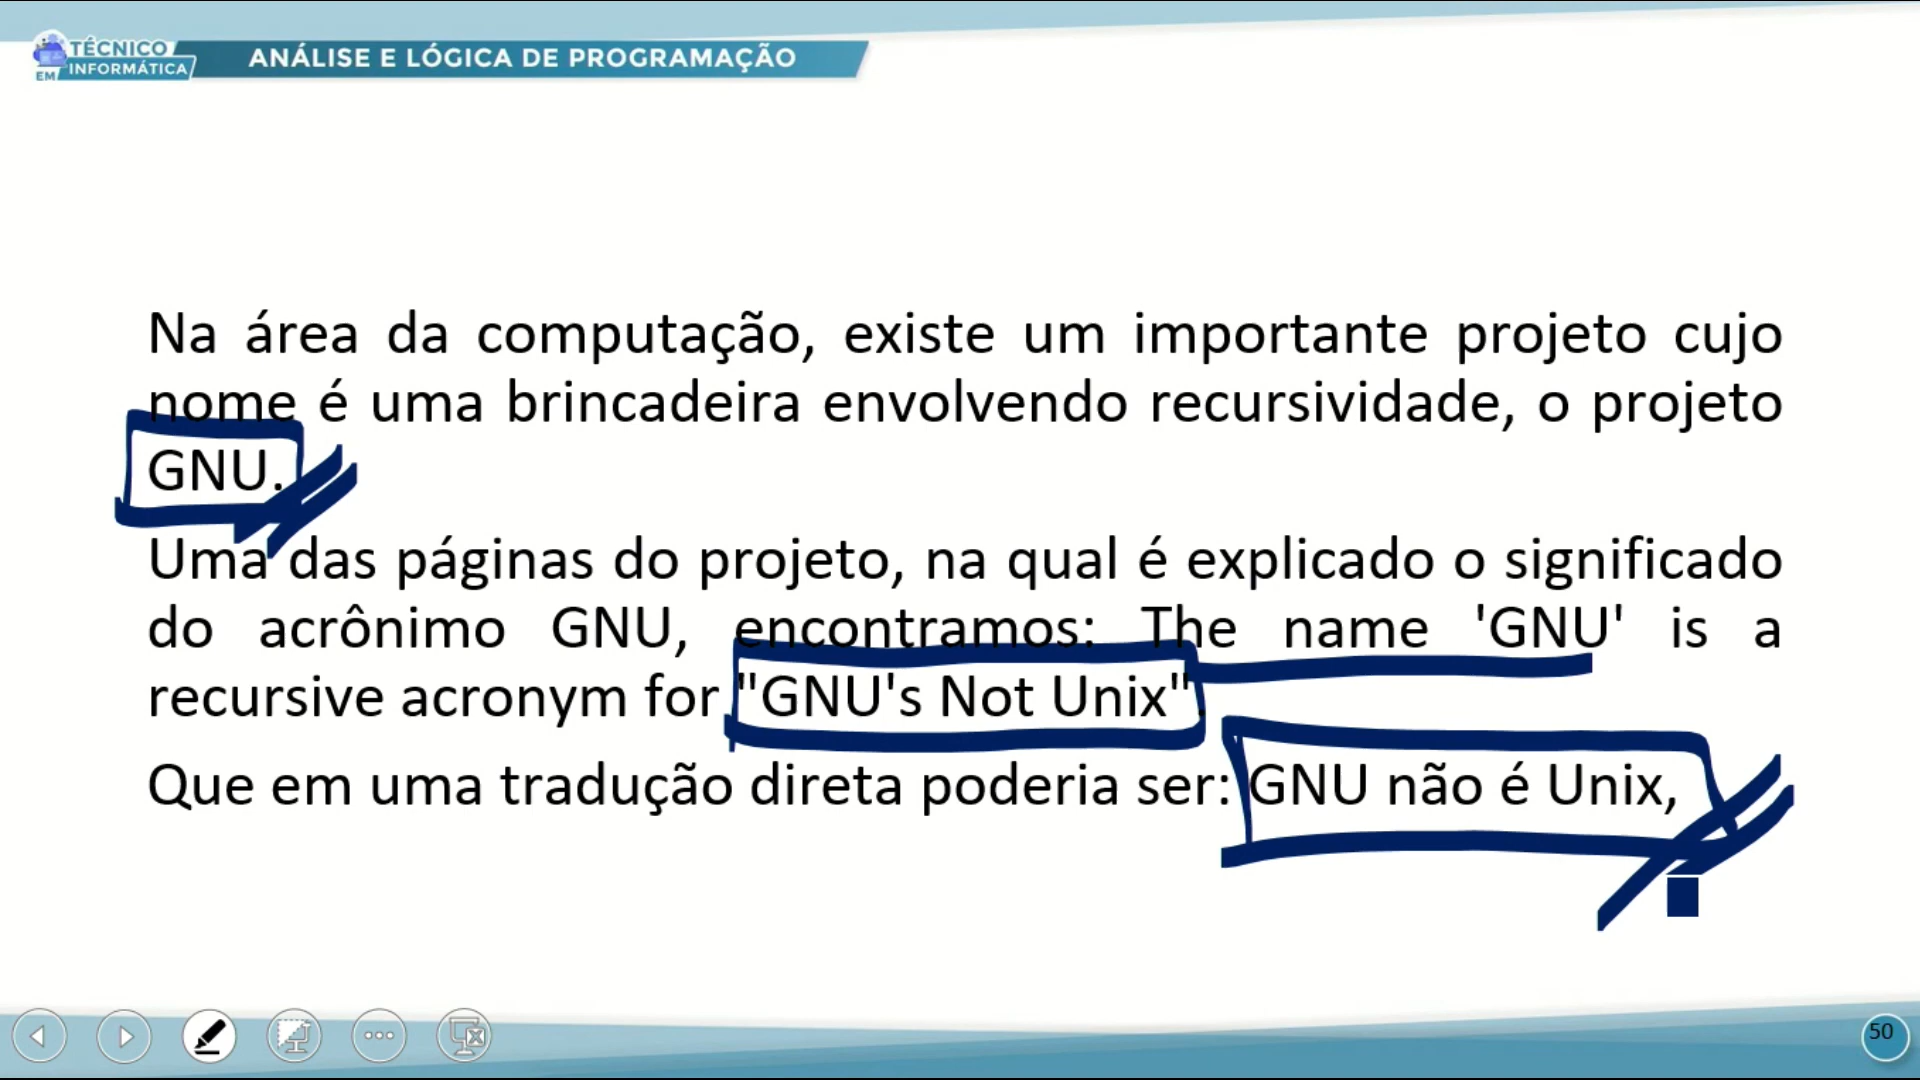 TÉCNICO
EM INFORMÁTICA
ANÁLISE E LÓGICA DE PROGRAMAÇÃO
Na área da computação, existe um importante projeto cujo
nome é uma brincadeira envolvendo recursividade, o projeto
GNU.
Uma das páginas do projeto, na qual é explicado o significado
do acrônimo GNU, encontramos: The name 'GNU' is a
recursive acronym for "GNU's Not Unix".
Que em uma tradução direta poderia ser: GNU não é Unix,
50